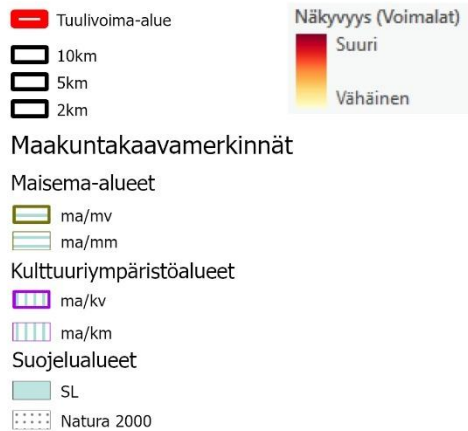 Tuulivoima-alue
10km
5km
2km
Maakuntakaavamerkinnät
Maisema-alueet
ma/mv
ma/mm
Kulttuuriympäristöalueet
ma/kv
ma/km
Suojelualueet
SL
Natura 2000
Näkyvyys (Voimalat)
Suuri
Vähäinen